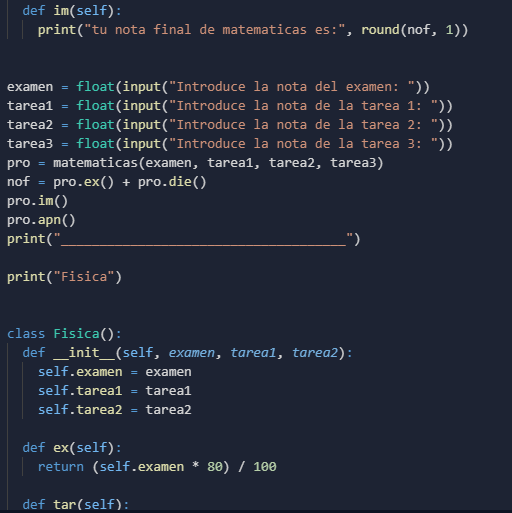 def im(self):
print("tu nota final de matematicas es:", round(nof, 1))
examen = float(input("Introduce la nota del examen: "))
tarea1 = float(input("Introduce la nota de la tarea 1: "))
tarea2 = float(input("Introduce la nota de la tarea 2: "))
tarea3 = float(input("Introduce la nota de la tarea 3: "))
pro = matematicas(examen, tarea1, tarea2, tarea3)
nof = pro.ex() + pro.die()
pro.im()
pro.apn()
print("_____________________________________")
print("Fisica")
class Fisica():
def __init__(self, examen, tarea1, tarea2):
self.examen = examen
self.tarea1 = tarea1
self.tarea2 = tarea2
def ex(self):
return (self.examen * 80) / 100
def tar(self):